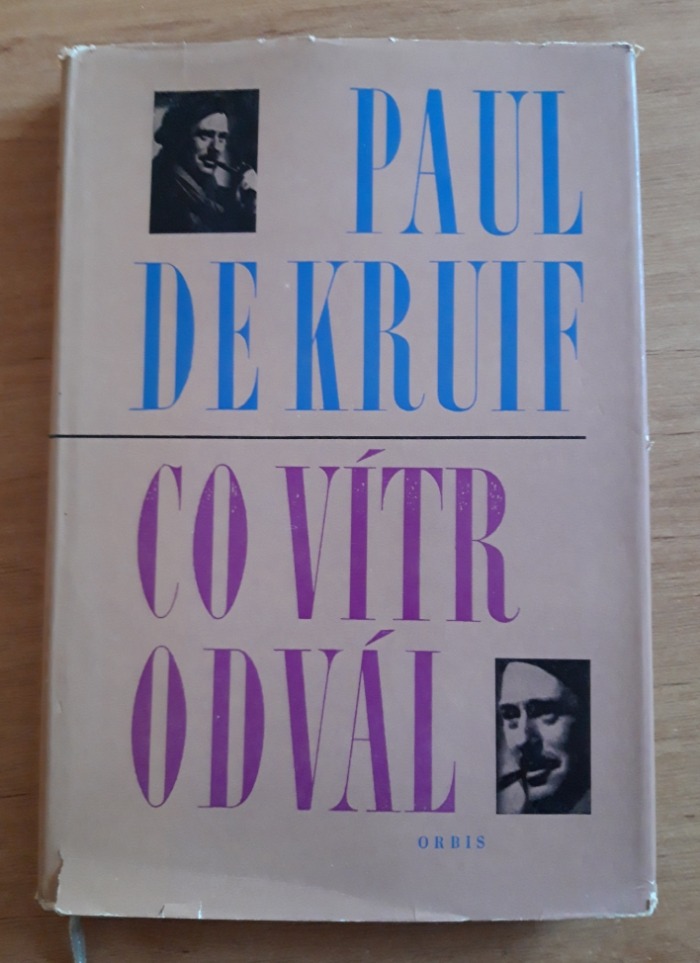 PAUL
DE KRUIF
CO VÍTR
ODVÁL
ORBIS